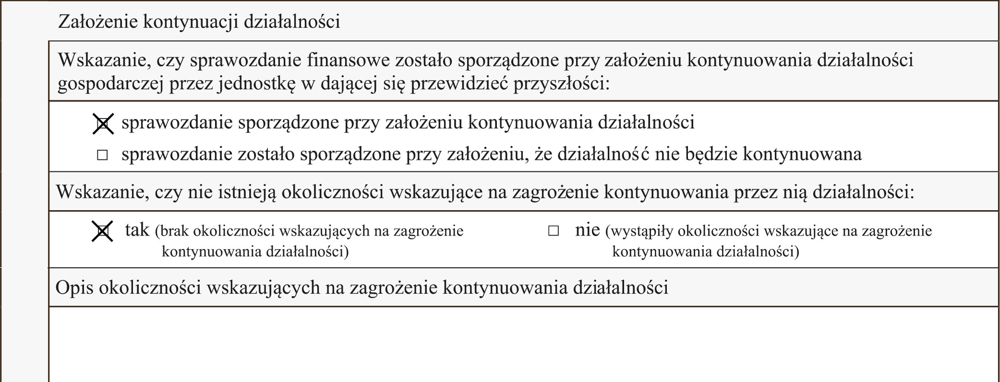 Założenie kontynuacji działalności
Wskazanie, czy sprawozdanie finansowe zostało sporządzone przy założeniu kontynuowania działalności
gospodarczej przez jednostkę w dającej się przewidzieć przyszłości:
☒ sprawozdanie sporządzone przy założeniu kontynuowania działalności
☐ sprawozdanie zostało sporządzone przy założeniu, że działalność nie będzie kontynuowana
Wskazanie, czy nie istnieją okoliczności wskazujące na zagrożenie kontynuowania przez nią działalności:
☒ tak (brak okoliczności wskazujących na zagrożenie
kontynuowania działalności)
☐ nie (wystąpiły okoliczności wskazujące na zagrożenie
kontynuowania działalności)
Opis okoliczności wskazujących na zagrożenie kontynuowania działalności